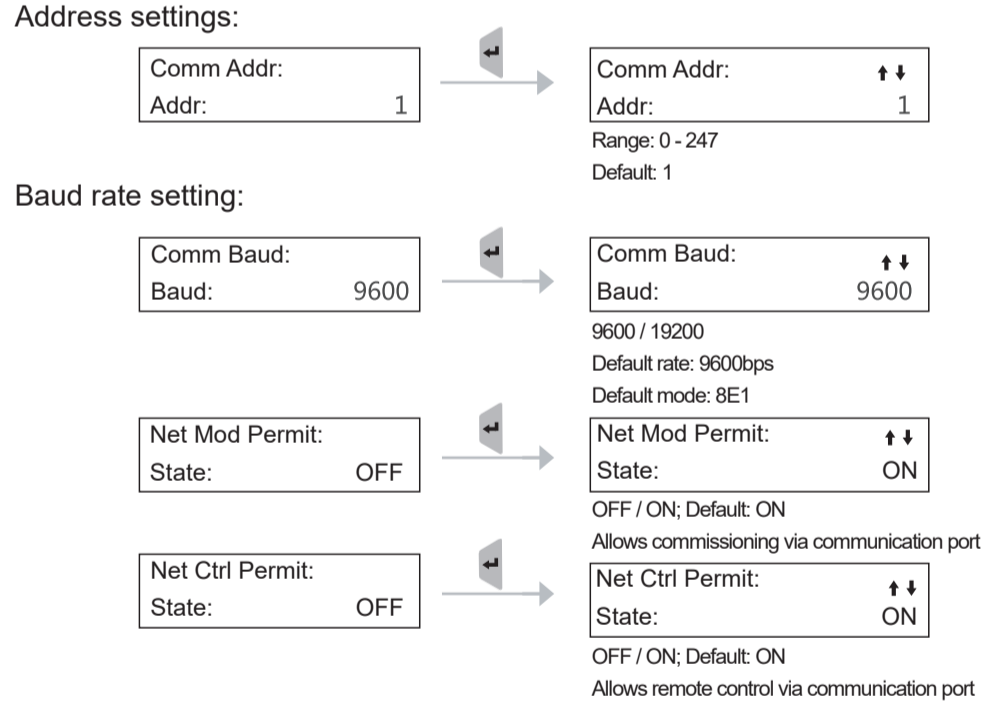 Address settings:
Comm Addr:
Addr: 1
Comm Addr: ↑↓
Addr: 1
Range: 0 - 247
Default: 1
Baud rate setting:
Comm Baud:
Baud: 9600
Comm Baud: ↑↓
Baud: 9600
9600 / 19200
Default rate: 9600bps
Default mode: 8E1
Net Mod Permit:
State: OFF
Net Mod Permit: ↑↓
State: ON
OFF / ON; Default: ON
Allows commissioning via communication port
Net Ctrl Permit:
State: OFF
Net Ctrl Permit: ↑↓
State: ON
OFF / ON; Default: ON
Allows remote control via communication port